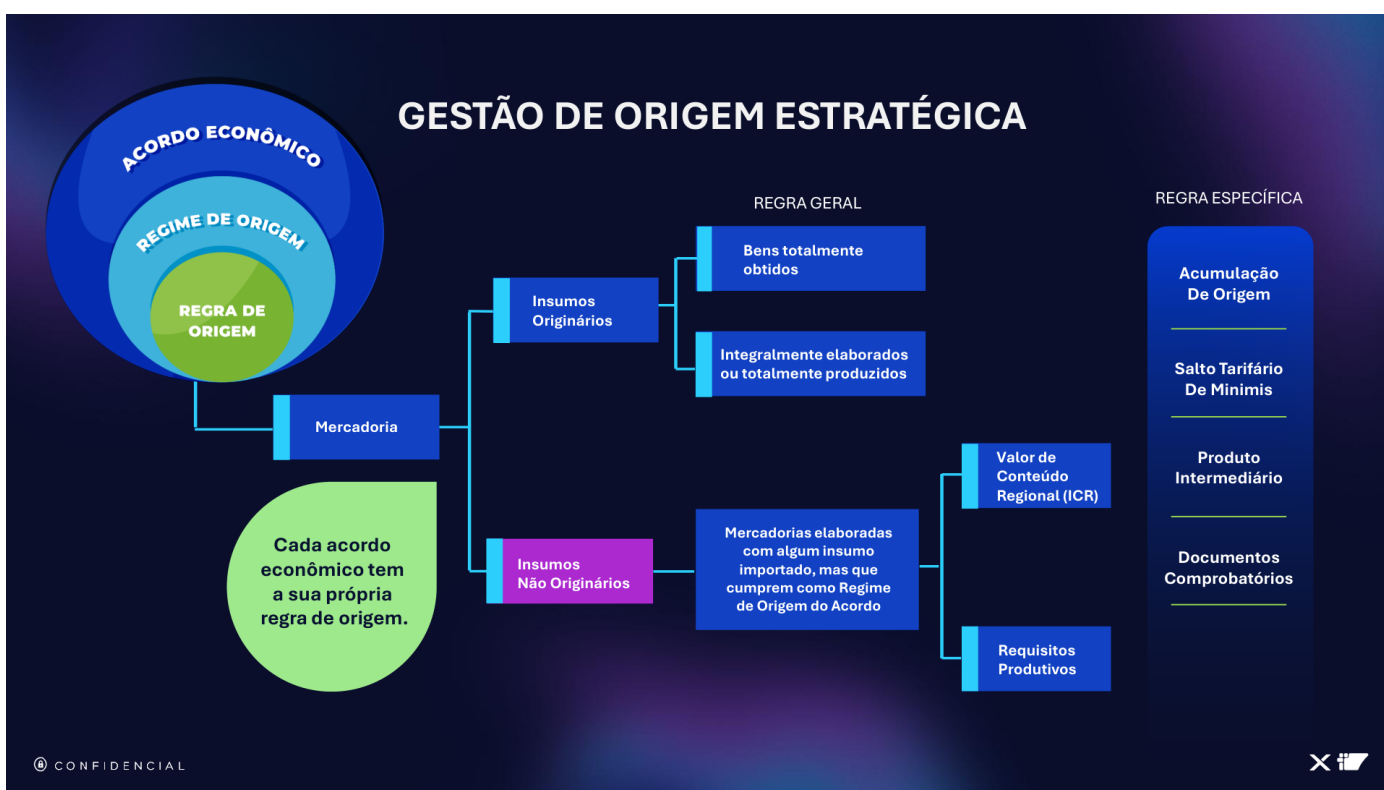 GESTÃO DE ORIGEM ESTRATÉGICA
ACORDO ECONÔMICO
REGIME DE ORIGEM
REGRA DE
ORIGEM
Mercadoria
Cada acordo
econômico tem
a sua própria
regra de origem.
Insumos
Originários
Insumos
Não Originários
REGRA GERAL
Bens totalmente
obtidos
Integralmente elaborados
ou totalmente produzidos
Mercadorias elaboradas
com algum insumo
importado, mas que
cumprem como Regime
de Origem do Acordo
Valor de
Conteúdo
Regional (ICR)
Requisitos
Produtivos
REGRA ESPECÍFICA
Acumulação
De Origem
Salto Tarifário
De Minimis
Produto
Intermediário
Documentos
Comprobatórios
CONFIDENCIAL